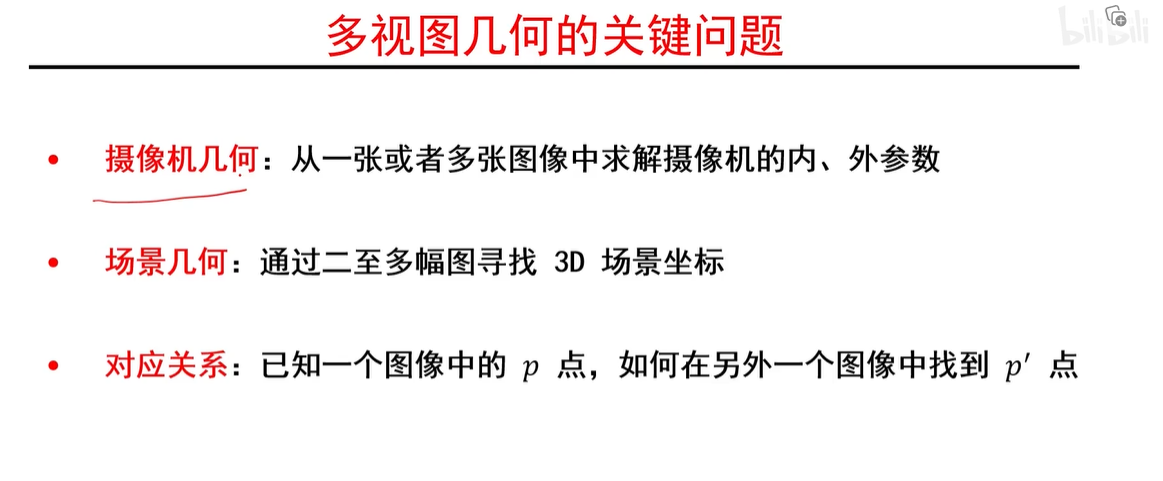 多视图几何的关键问题
bilibili
• 摄像机几何：从一张或者多张图像中求解摄像机的内、外参数
• 场景几何：通过二至多幅图寻找 3D 场景坐标
• 对应关系：已知一个图像中的 p 点，如何在另外一个图像中找到 p′ 点